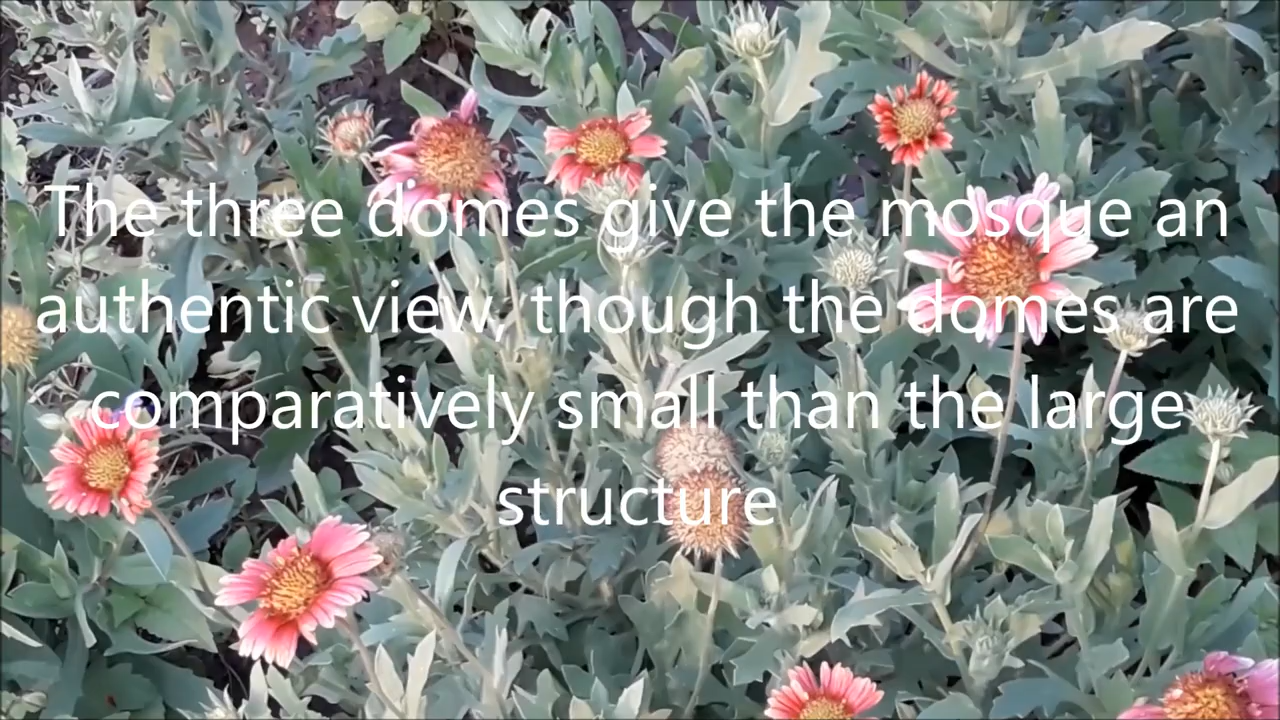 The three domes give the mosque an
authentic view, though the domes are
comparatively small than the large
structure